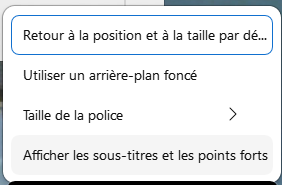 Retour à la position et à la taille par dé...
Utiliser un arrière-plan foncé
Taille de la police
Afficher les sous-titres et les points forts